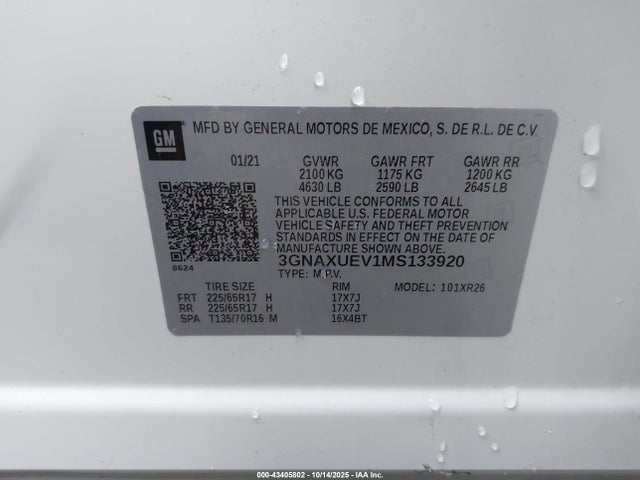 GM
MFD BY GENERAL MOTORS DE MEXICO, S. DE R.L. DE C.V.
01/21 GVWR GAWR FRT GAWR RR
2100 KG 1175 KG 1200 KG
4630 LB 2590 LB 2645 LB
THIS VEHICLE CONFORMS TO ALL
APPLICABLE U.S. FEDERAL MOTOR
VEHICLE SAFETY AND THEFT PREVENTION
STANDARDS IN EFFECT ON THE DATE
OF MANUFACTURE SHOWN ABOVE.
3GNAXUEV1MS133920
8624
TYPE: M.P.V.
TIRE SIZE RIM MODEL: 101XR26
FRT 225/65R17 H 17X7J
RR 225/65R17 H 17X7J
SPA T135/70R16 M 16X4BT
000-43405802 - 10/14/2025 - IAA Inc.